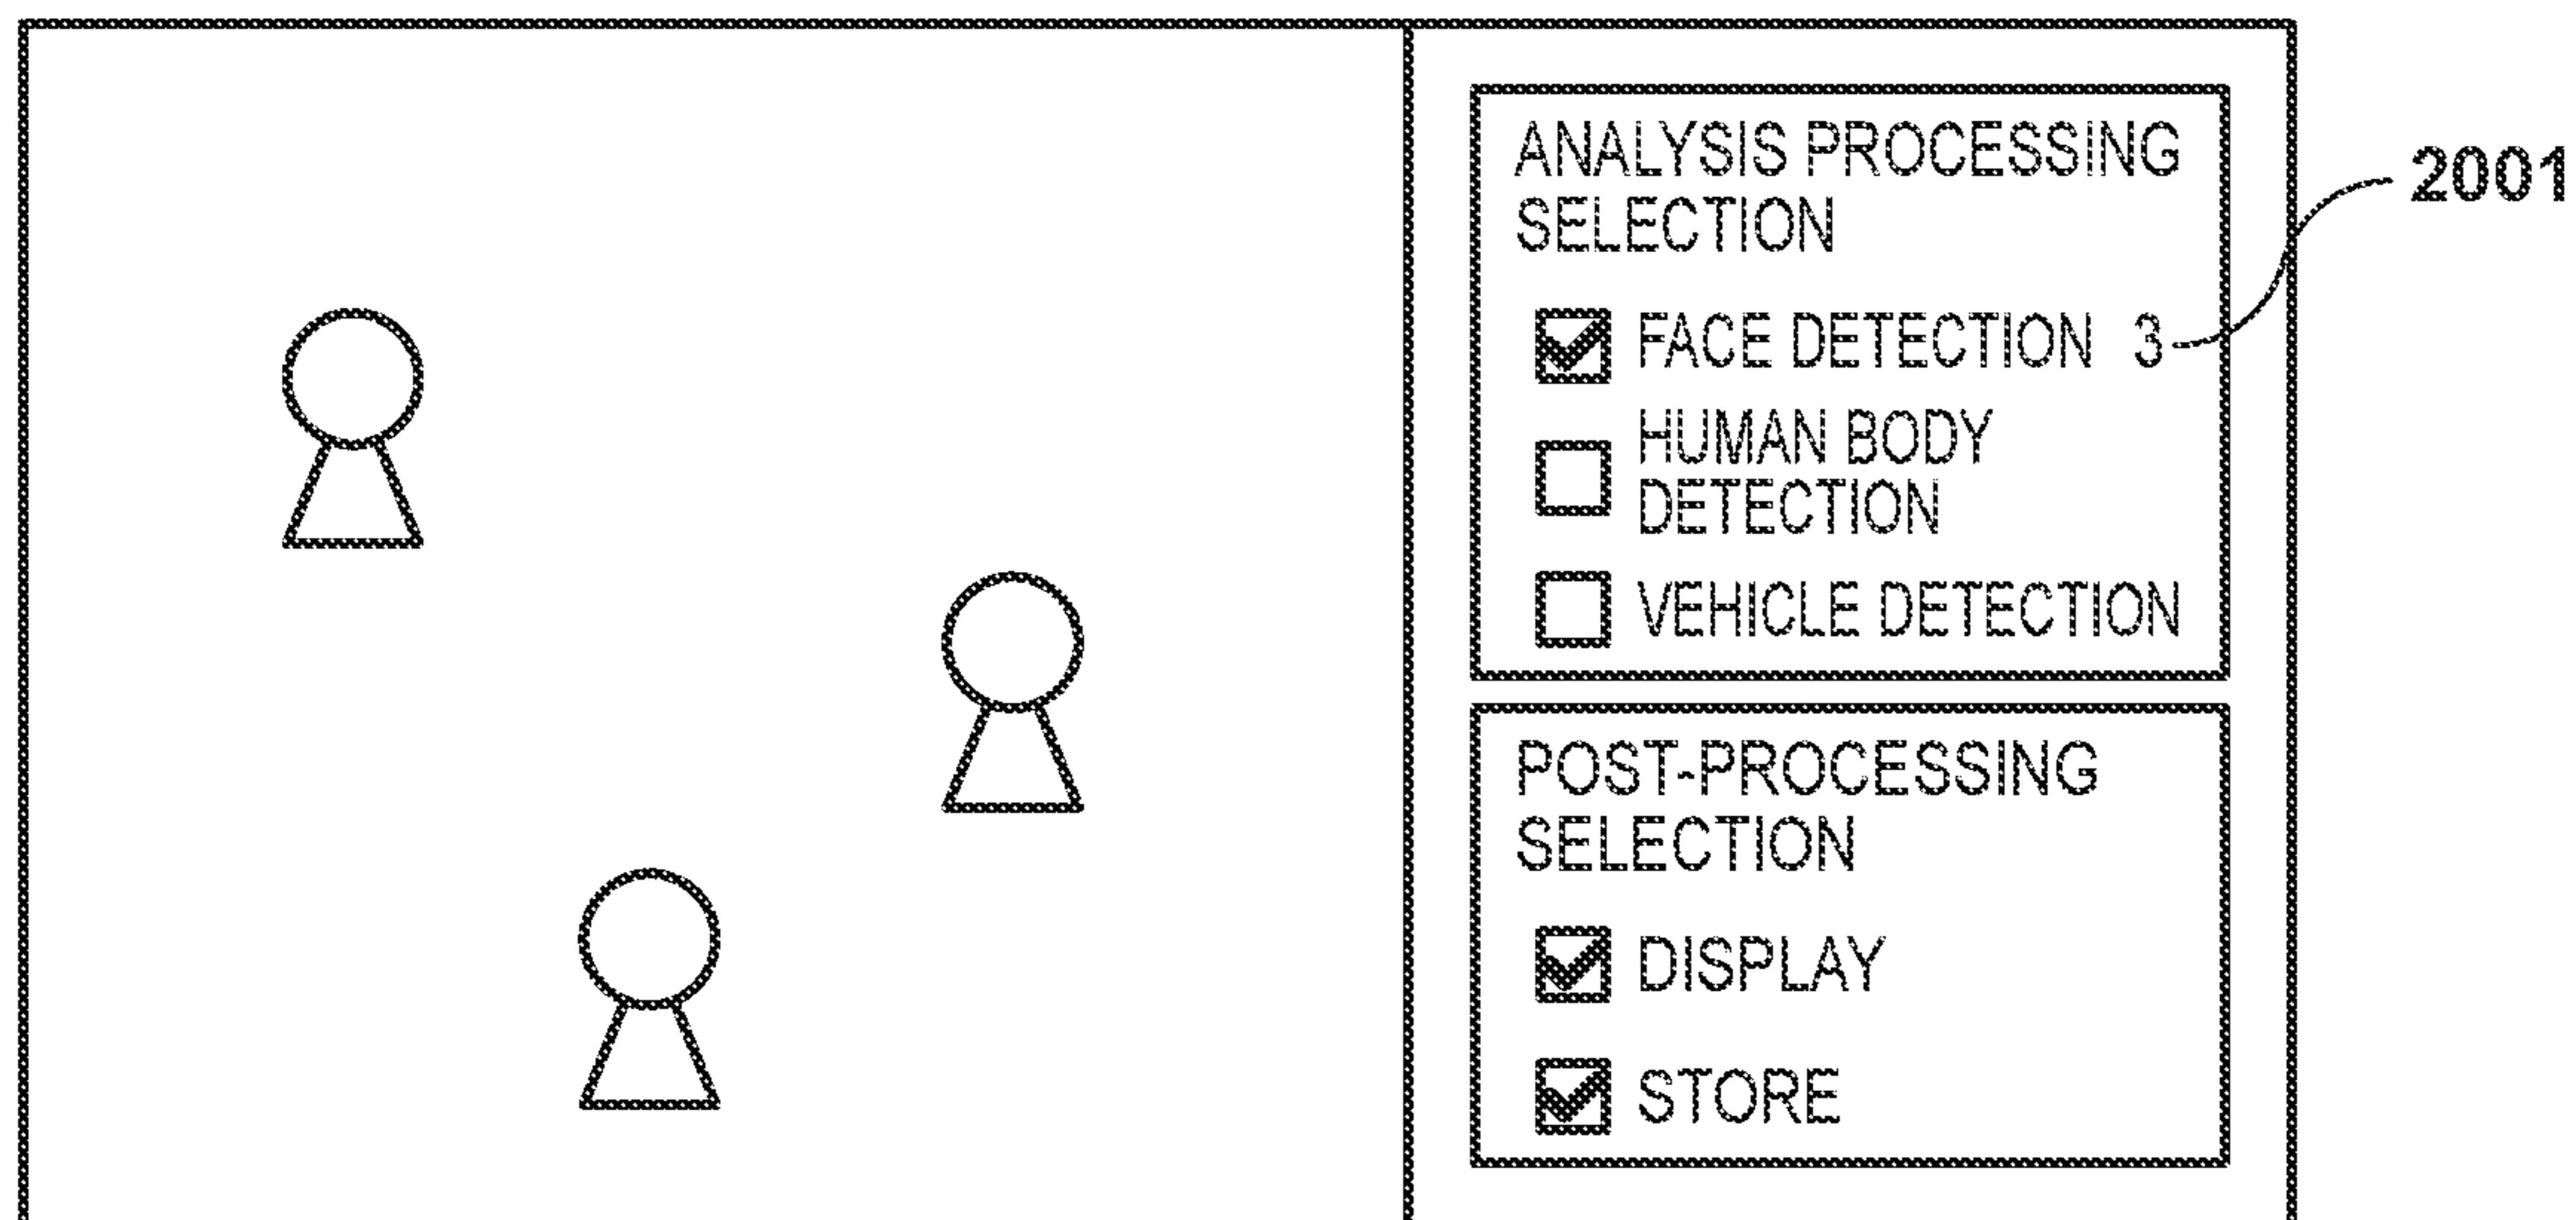 ANALYSIS PROCESSING
SELECTION
FACE DETECTION 3
2001
HUMAN BODY
DETECTION
VEHICLE DETECTION
POST-PROCESSING
SELECTION
DISPLAY
STORE